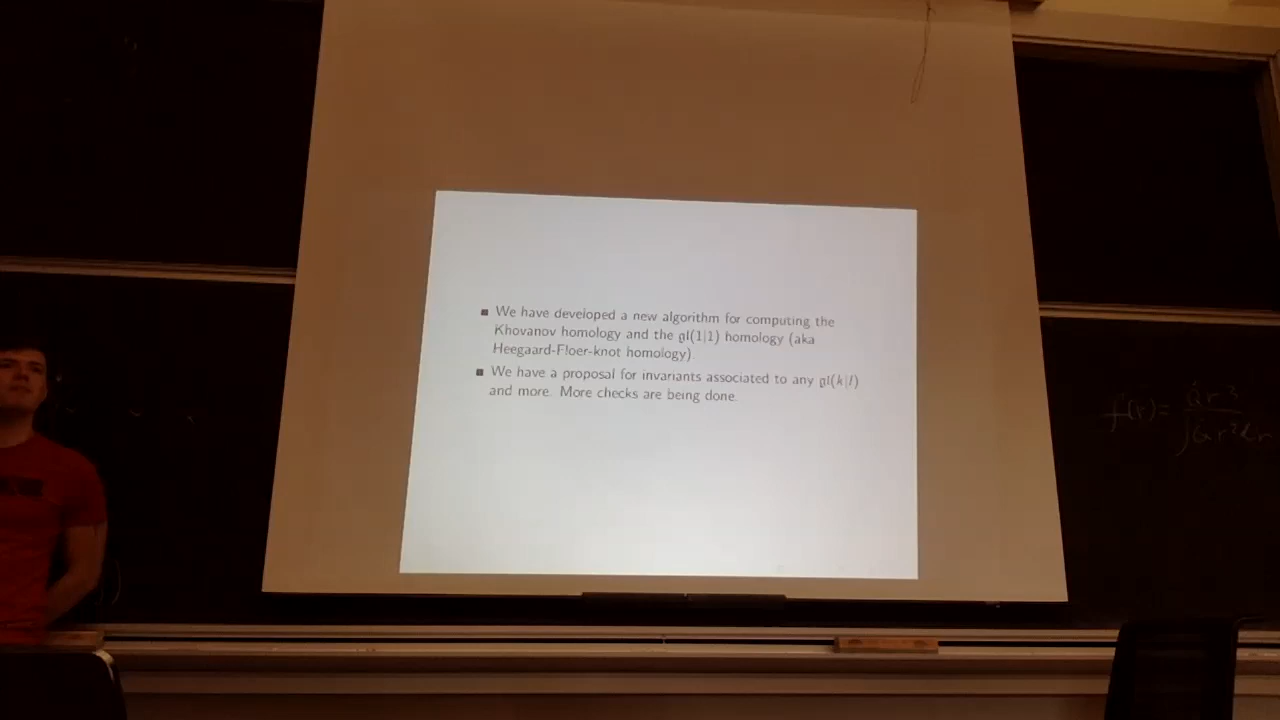 We have developed a new algorithm for computing the
Khovanov homology and the 𝔤𝔩(1|1) homology (aka
Heegaard-Floer-knot homology)
We have a proposal for invariants associated to any 𝔤𝔩(k|l)
and more. More checks are being done.